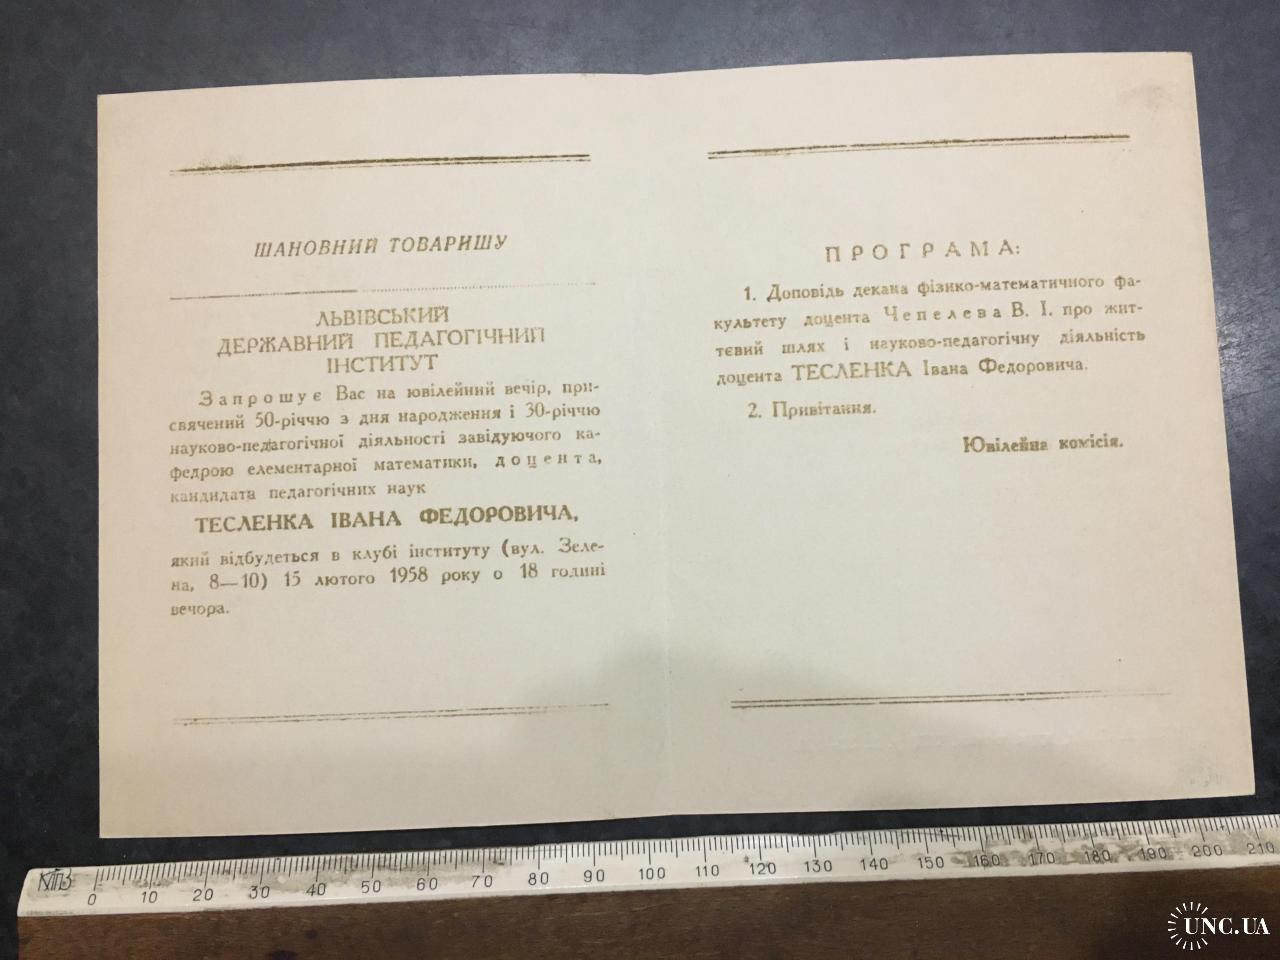 ШАНОВНИЙ ТОВАРИШУ
ЛЬВІВСЬКИЙ
ДЕРЖАВНИЙ ПЕДАГОГІЧНИЙ
ІНСТИТУТ
Запрошує Вас на ювілейний вечір, при-
свячений 50-річчю з дня народження і 30-річчю
науково-педагогічної діяльності завідуючого ка-
федрою елементарної математики, доцента,
кандидата педагогічних наук
ТЕСЛЕНКА ІВАНА ФЕДОРОВИЧА,
який відбудеться в клубі інституту (вул. Зеле-
на, 8—10) 15 лютого 1958 року о 18 годині
вечора.
ПРОГРАМА:
1. Доповідь декана фізико-математичного фа-
культету доцента Чепелева В. І. про жит-
тєвий шлях і науково-педагогічну діяльність
доцента ТЕСЛЕНКА Івана Федоровича.
2. Привітання.
Ювілейна комісія.
0 10 20 30 40 50 60 70 80 90 100 110 120 130 140 150 160 170 180 190 200 210
UNC.UA